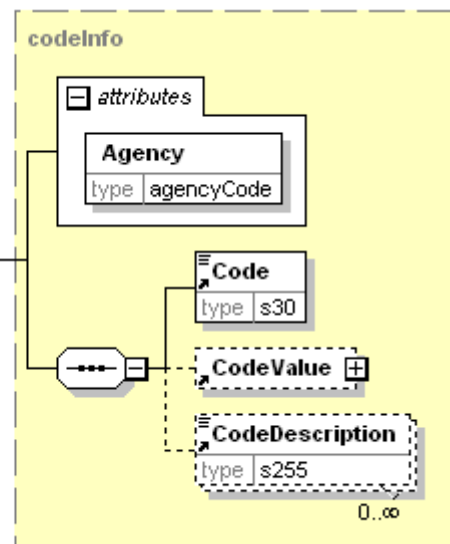 codeInfo
attributes
Agency
type agencyCode
Code
type s30
CodeValue
CodeDescription
type s255
0..∞